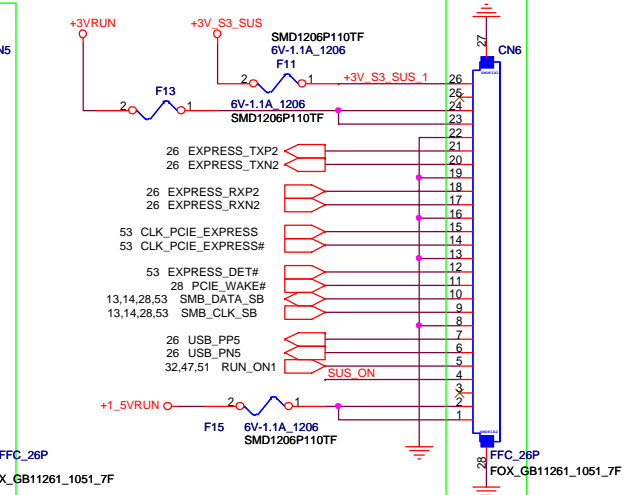 +3VRUN
+3V_S3_SUS
SMD1206P110TF
6V-1.1A_1206
F11
2 1 +3V_S3_SUS_1
27
CN6
N5
F13
2 1
6V-1.1A_1206
SMD1206P110TF
26
25
24
23
22
26 EXPRESS_TXP2 21
26 EXPRESS_TXN2 20
19
26 EXPRESS_RXP2 18
26 EXPRESS_RXN2 17
16
53 CLK_PCIE_EXPRESS 15
53 CLK_PCIE_EXPRESS# 14
13
53 EXPRESS_DET# 12
28 PCIE_WAKE# 11
13,14,28,53 SMB_DATA_SB 10
13,14,28,53 SMB_CLK_SB 9
8
26 USB_PP5 7
26 USB_PN5 6
32,47,51 RUN_ON1 5
SUS_ON 4
3
+1_5VRUN 2 1 2
1
F15 6V-1.1A_1206
SMD1206P110TF
28
FFC_26P
FOX_GB11261_1051_7F
FFC_26P
X_GB11261_1051_7F